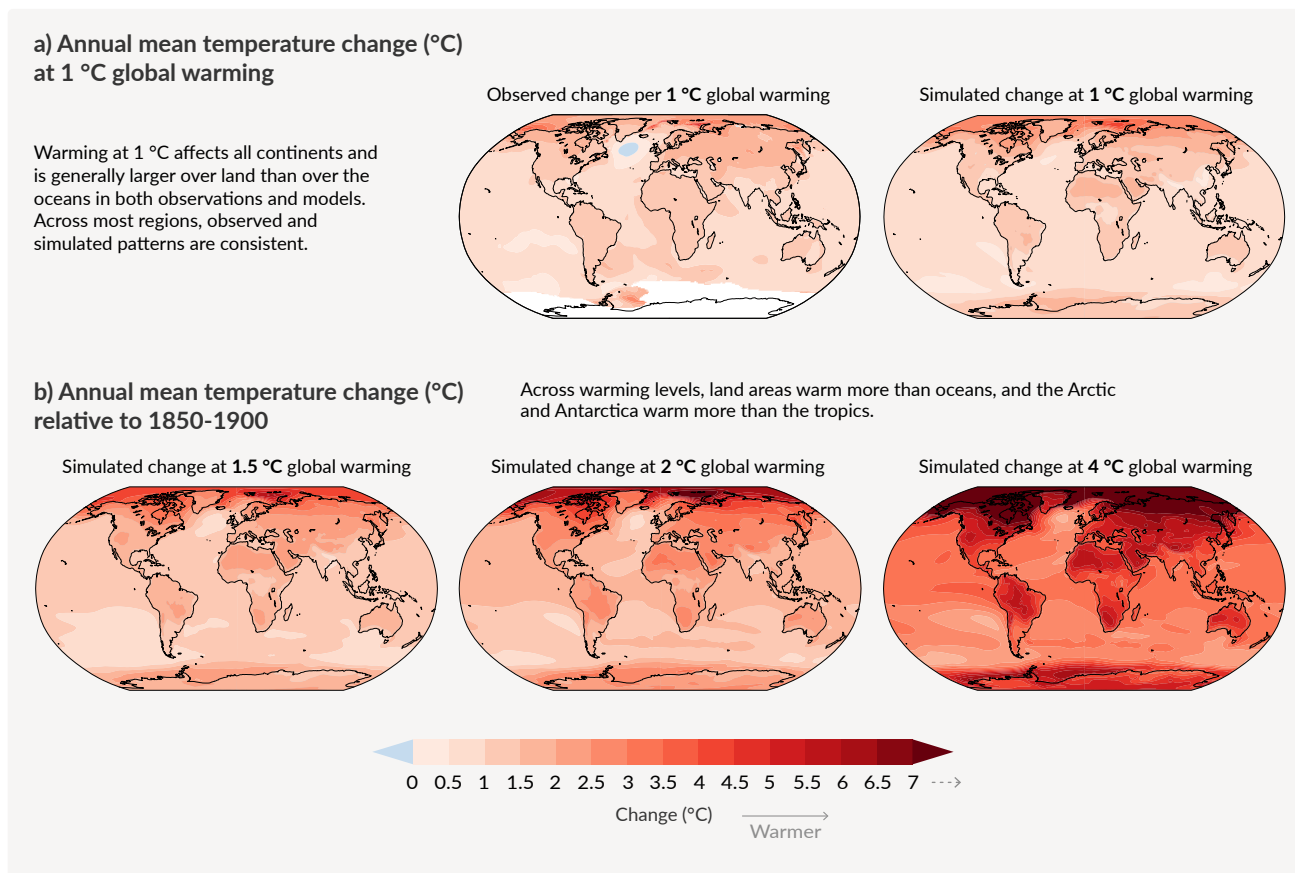 a) Annual mean temperature change (°C)
at 1 °C global warming
Warming at 1 °C affects all continents and
is generally larger over land than over the
oceans in both observations and models.
Across most regions, observed and
simulated patterns are consistent.
Observed change per 1 °C global warming
Simulated change at 1 °C global warming
b) Annual mean temperature change (°C)
relative to 1850-1900
Across warming levels, land areas warm more than oceans, and the Arctic
and Antarctica warm more than the tropics.
Simulated change at 1.5 °C global warming
Simulated change at 2 °C global warming
Simulated change at 4 °C global warming
0 0.5 1 1.5 2 2.5 3 3.5 4 4.5 5 5.5 6 6.5 7
Change (°C)
Warmer